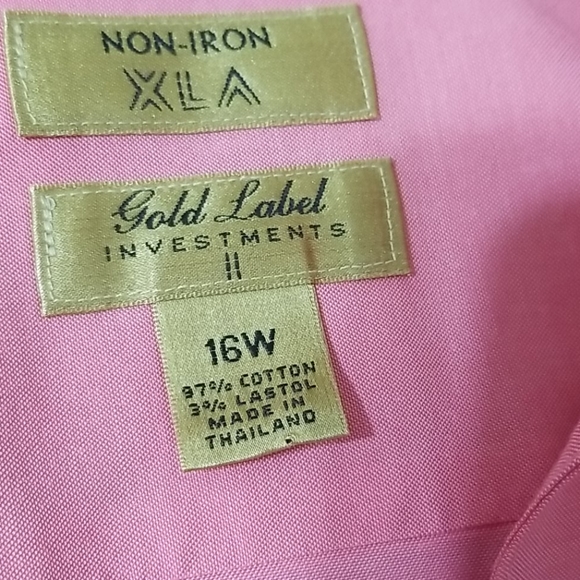 NON-IRON
XLA
Gold Label
INVESTMENTS
II
16W
97% COTTON
3% LASTOL
MADE IN
THAILAND